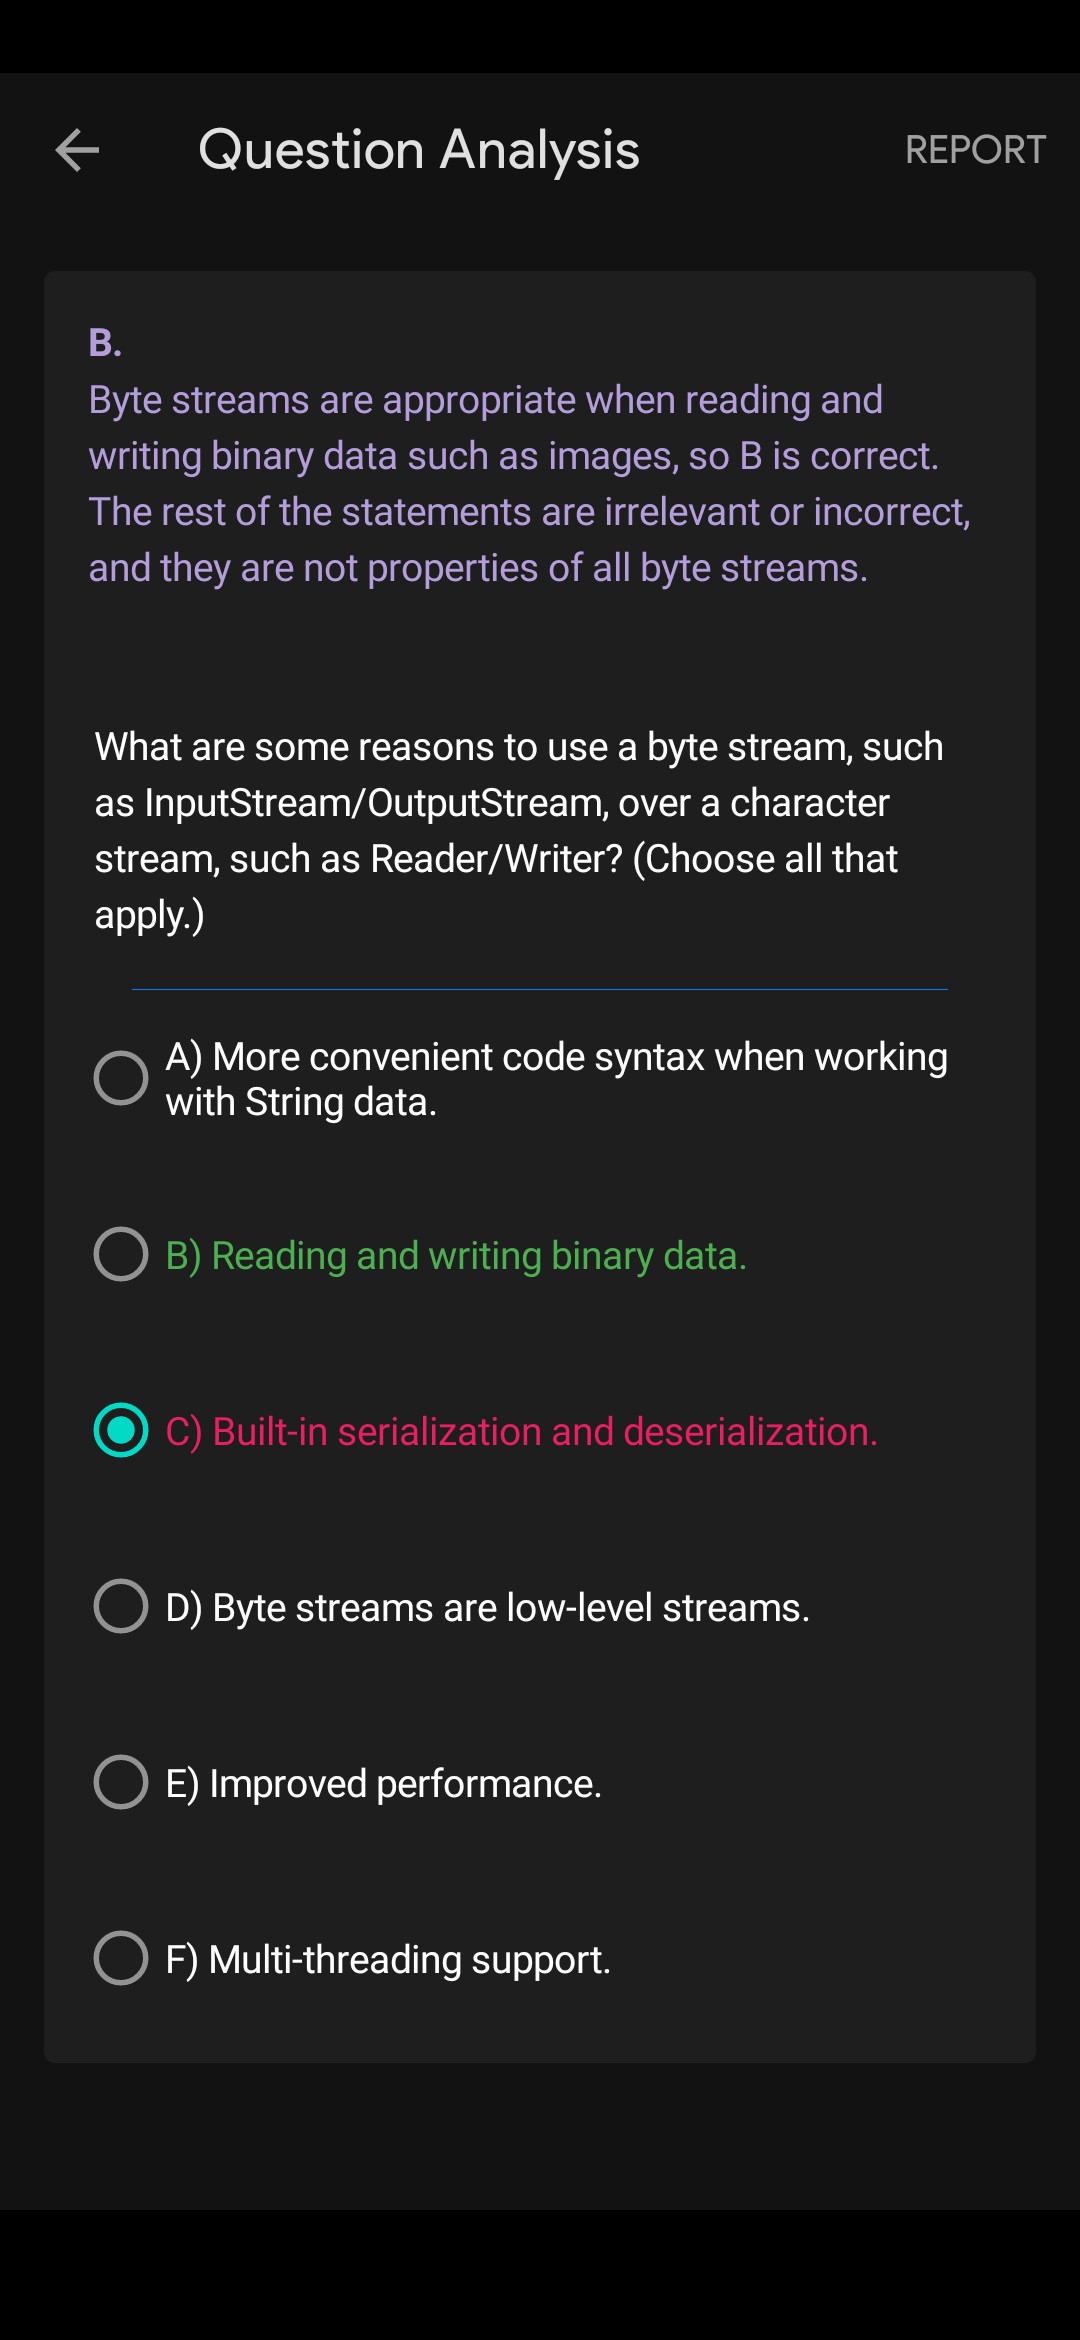 Question Analysis
REPORT
B.
Byte streams are appropriate when reading and
writing binary data such as images, so B is correct.
The rest of the statements are irrelevant or incorrect,
and they are not properties of all byte streams.
What are some reasons to use a byte stream, such
as InputStream/OutputStream, over a character
stream, such as Reader/Writer? (Choose all that
apply.)
A) More convenient code syntax when working
with String data.
B) Reading and writing binary data.
C) Built-in serialization and deserialization.
D) Byte streams are low-level streams.
E) Improved performance.
F) Multi-threading support.